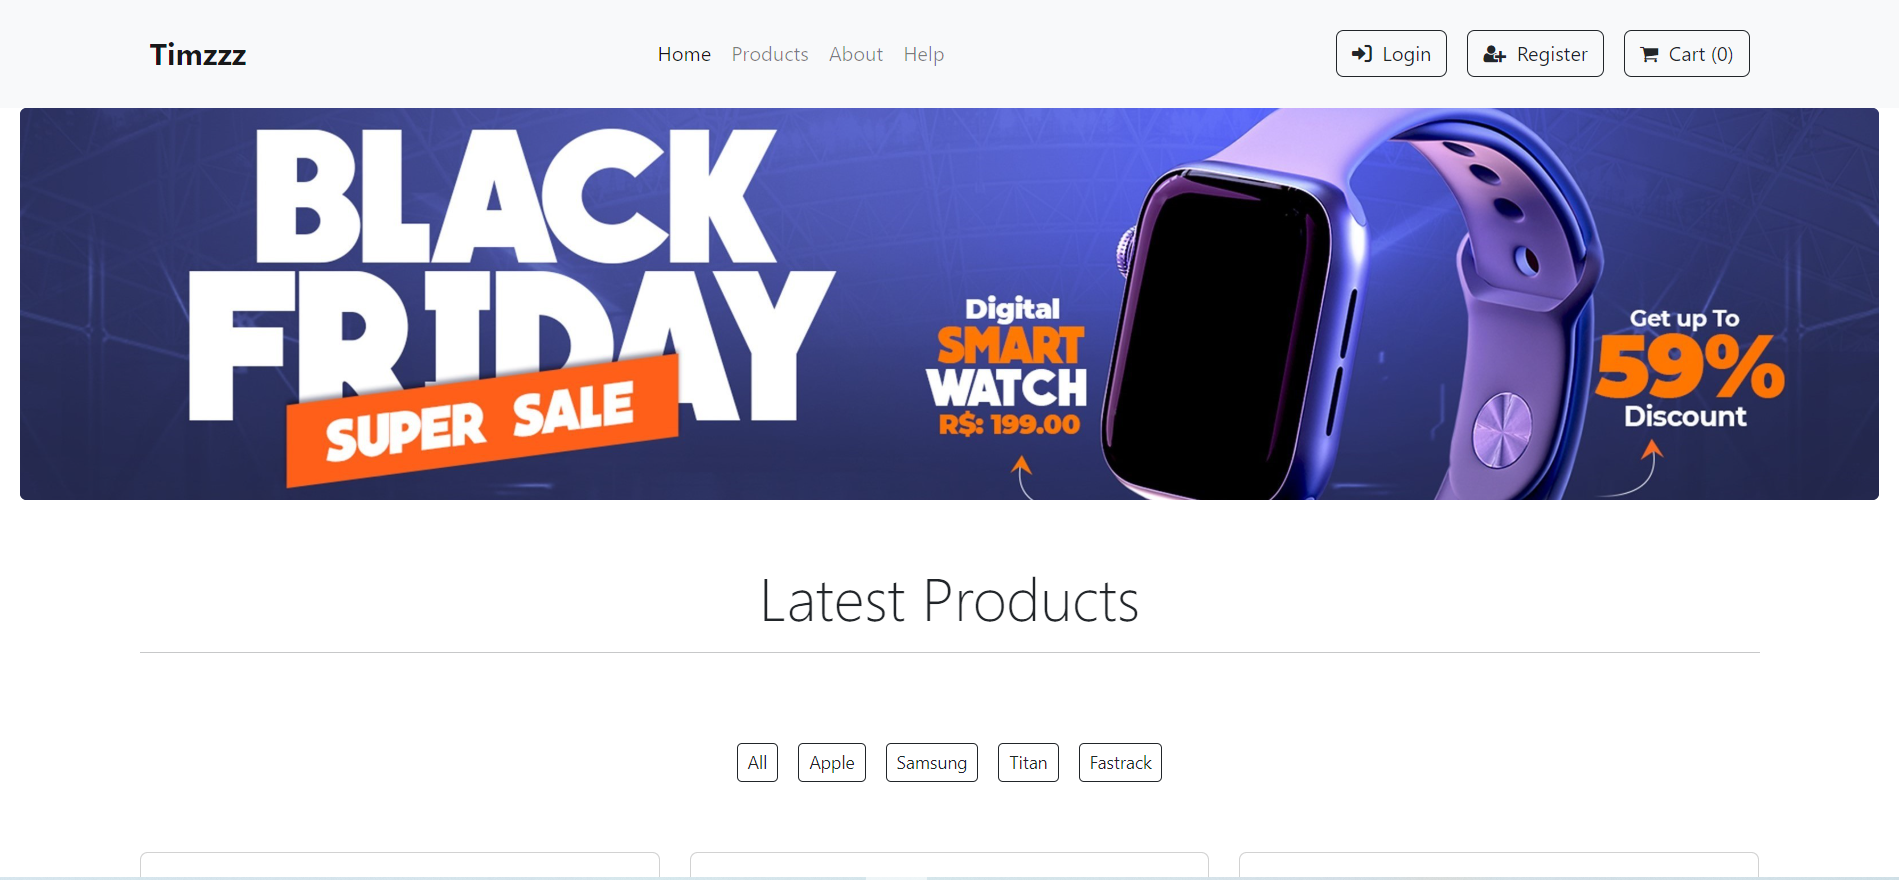 Timzzz
Home Products About Help
Login Register Cart (0)
BLACK
FRIDAY
SUPER SALE
Digital
SMART
WATCH
R$: 199.00
Get up To
59%
Discount
Latest Products
All Apple Samsung Titan Fastrack